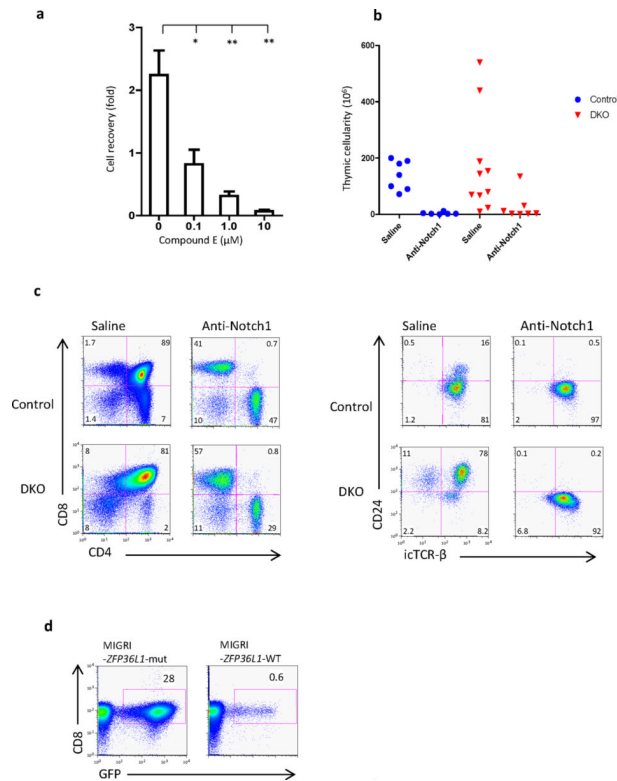 a
3
2
1
0
Cell recovery (fold)
*
**
**
0
0.1
1.0
10
Compound E (μM)
b
600
400
200
0
Thymic cellularity (10⁶)
Saline
Anti-Notch1
Saline
Anti-Notch1
Control
DKO
c
Saline
Anti-Notch1
Control
1.7 89
1.4 7
41 0.7
10 47
DKO
8 81
8 2
57 0.8
11 29
CD8
CD4
Saline
Anti-Notch1
Control
0.5 16
1.2 81
0.1 0.5
2 97
DKO
11 78
2.2 8.2
0.1 0.2
6.8 92
CD24
icTCR-β
d
MIGRI
-ZFP36L1-mut
28
MIGRI
-ZFP36L1-WT
0.6
CD8
GFP